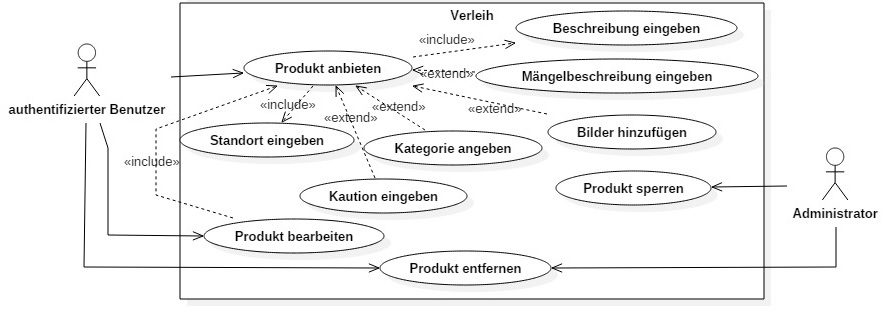 Verleih
Beschreibung eingeben
«include»
Produkt anbieten
«extend»
Mängelbeschreibung eingeben
authentifizierter Benutzer
«include»
«extend»
«extend»
«extend»
Bilder hinzufügen
Standort eingeben
Kategorie angeben
«include»
Kaution eingeben
Produkt sperren
Administrator
Produkt bearbeiten
Produkt entfernen